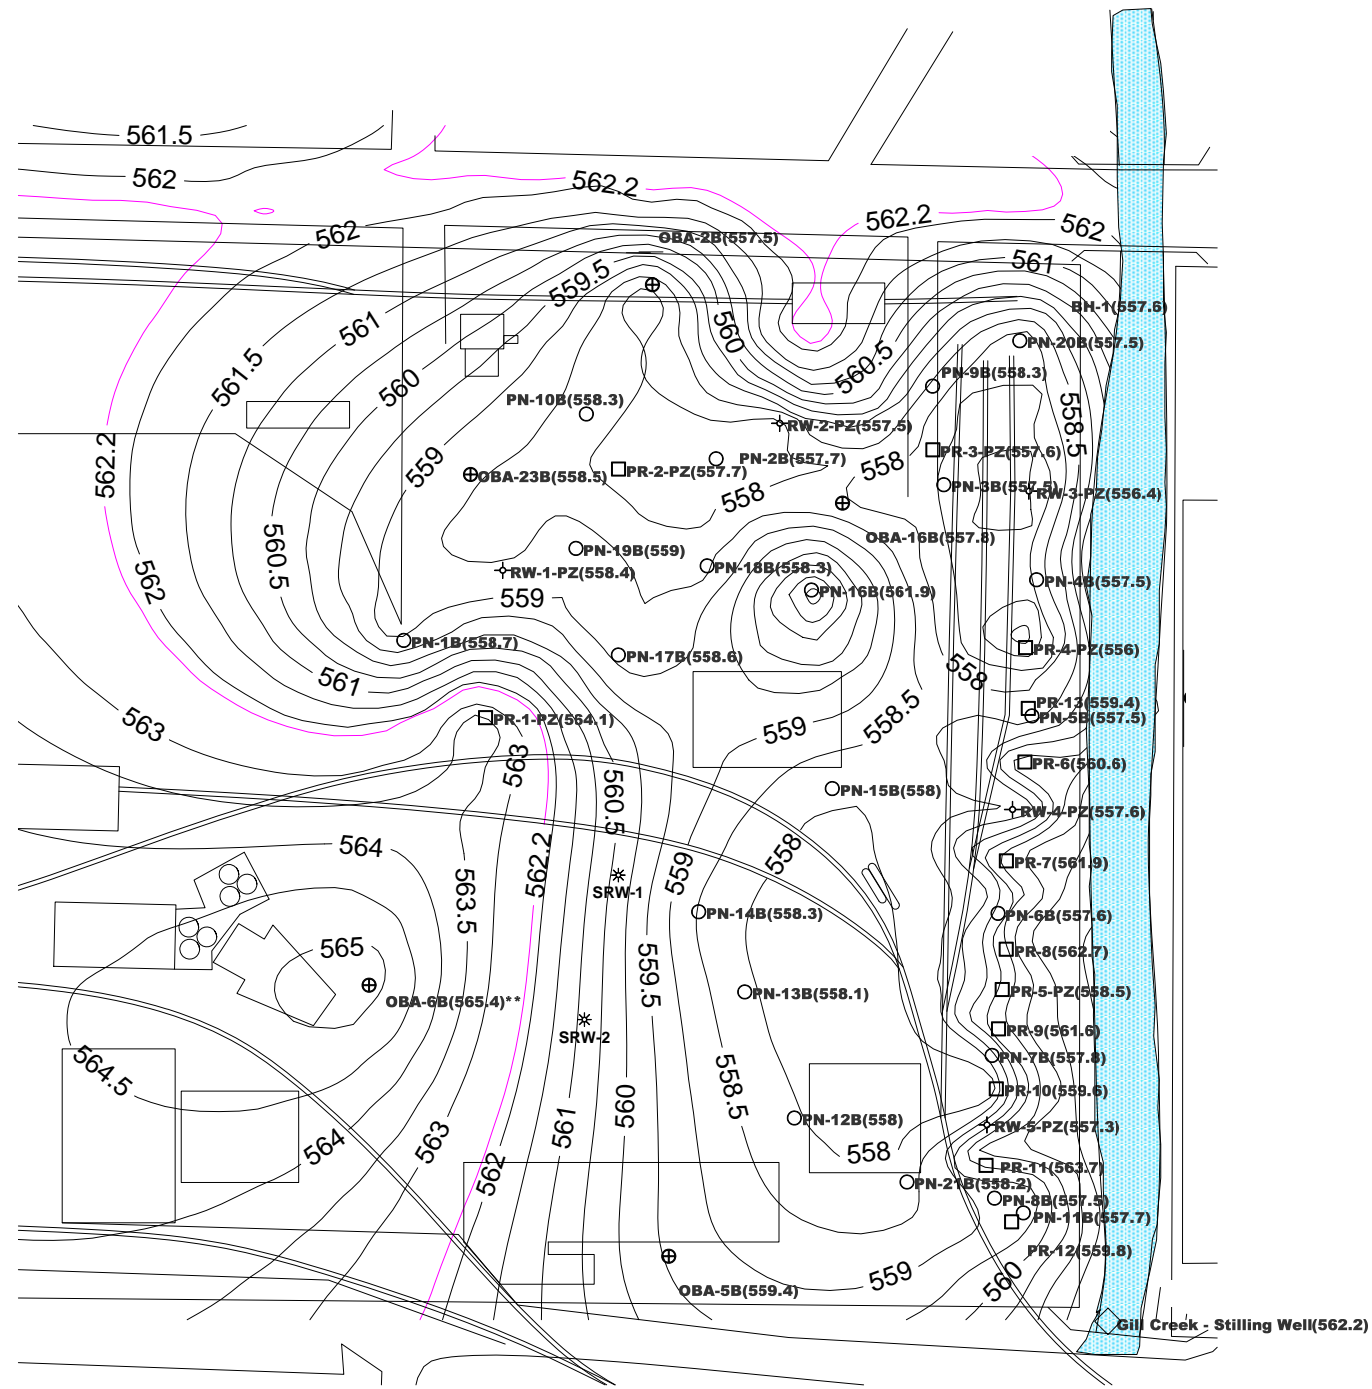 561.5
562
562.2
562.2
562
562
OBA-2B(557.5)
561
559.5
BH-1(557.6)
561
560
PN-20B(557.5)
560.5
561.5
560
PN-9B(558.3)
PN-10B(558.3)
558.5
RW-2-PZ(557.5)
562.2
559
PN-2B(557.7)
558
PR-3-PZ(557.6)
OBA-23B(558.5)
PR-2-PZ(557.7)
558
PN-3B(557.5)
RW-3-PZ(556.4)
OBA-16B(557.8)
560.5
PN-19B(559)
562
RW-1-PZ(558.4)
PN-18B(558.3)
PN-4B(557.5)
PN-16B(561.9)
559
PN-1B(558.7)
PN-17B(558.6)
PR-4-PZ(556)
558
561
PR-13(559.4)
563
PR-1-PZ(564.1)
558.5
PN-5B(557.5)
559
563
PR-6(560.6)
560.5
PN-15B(558)
RW-4-PZ(557.6)
564
558
562.2
559
PR-7(561.9)
SRW-1
563.5
PN-14B(558.3)
PN-6B(557.6)
565
PR-8(562.7)
559.5
OBA-6B(565.4)**
PN-13B(558.1)
PR-5-PZ(558.5)
SRW-2
PR-9(561.6)
PN-7B(557.8)
564.5
558.5
PR-10(559.6)
560
561
PN-12B(558)
RW-5-PZ(557.3)
564
563
558
PR-11(563.7)
562
PN-21B(558.2)
PN-8B(557.5)
PN-11B(557.7)
PR-12(559.8)
559
560
OBA-5B(559.4)
Gill Creek - Stilling Well(562.2)